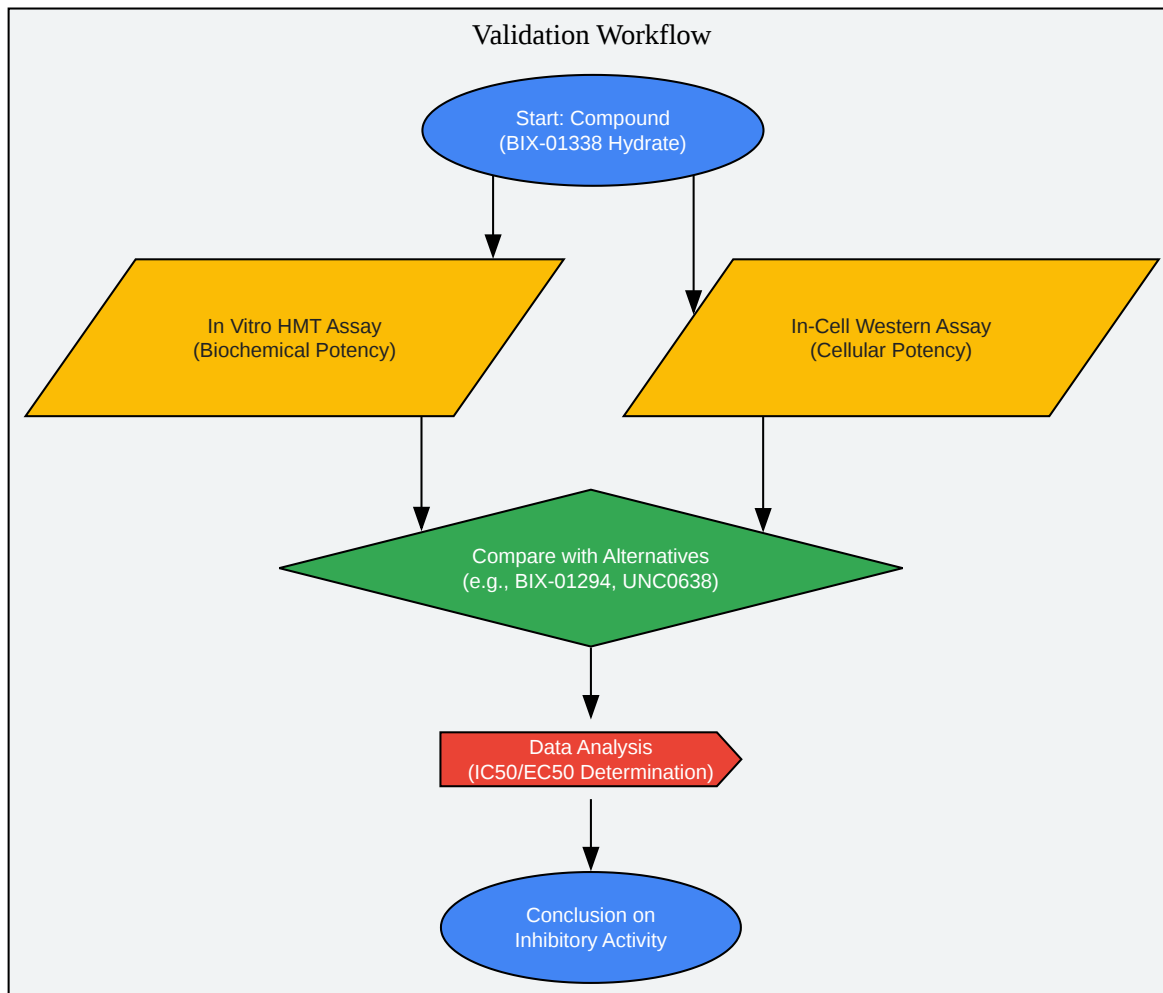 Validation Workflow
Start: Compound
(BIX-01338 Hydrate)
In Vitro HMT Assay
(Biochemical Potency)
In-Cell Western Assay
(Cellular Potency)
Compare with Alternatives
(e.g., BIX-01294, UNC0638)
Data Analysis
(IC50/EC50 Determination)
Conclusion on
Inhibitory Activity